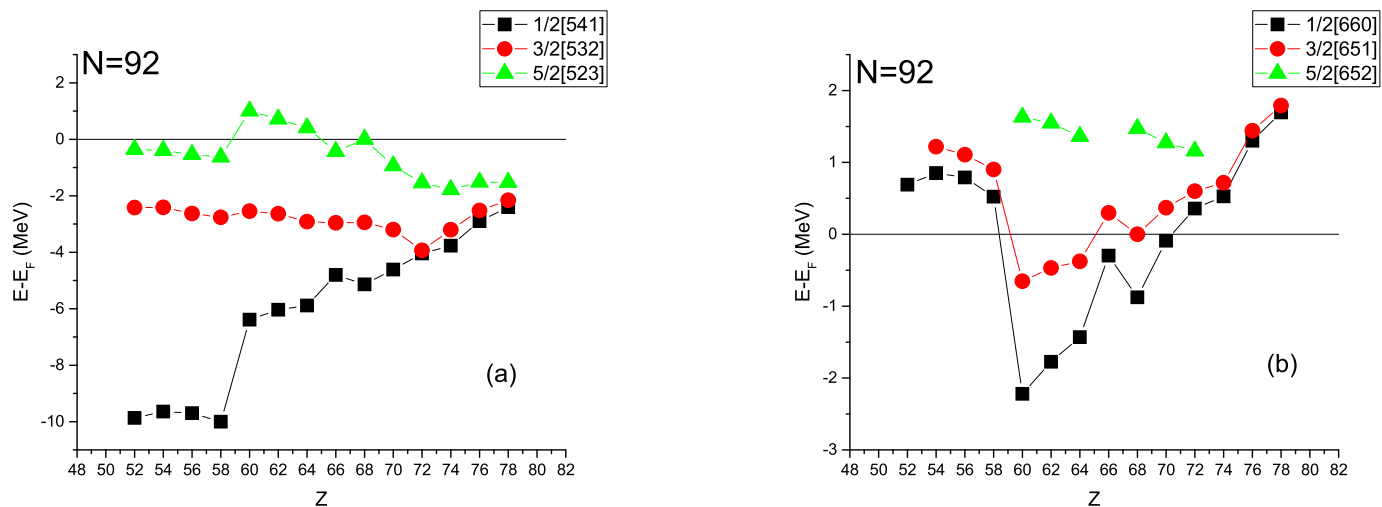 1/2[541]
3/2[532]
5/2[523]
N=92
2
0
-2
-4
-6
-8
-10
E-E_F (MeV)
(a)
48 50 52 54 56 58 60 62 64 66 68 70 72 74 76 78 80 82
Z
1/2[660]
3/2[651]
5/2[652]
N=92
2
1
0
-1
-2
-3
E-E_F (MeV)
(b)
48 50 52 54 56 58 60 62 64 66 68 70 72 74 76 78 80 82
Z